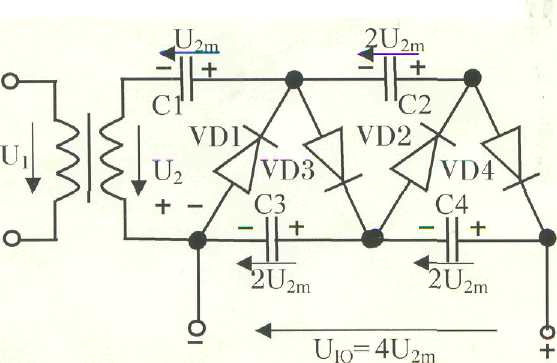 U2m 2U2m
− + − +
C1 C2
VD1 VD2
U1 U2 VD3 VD4
+ −
C3 C4
− + − +
2U2m 2U2m
− UIO=4U2m +